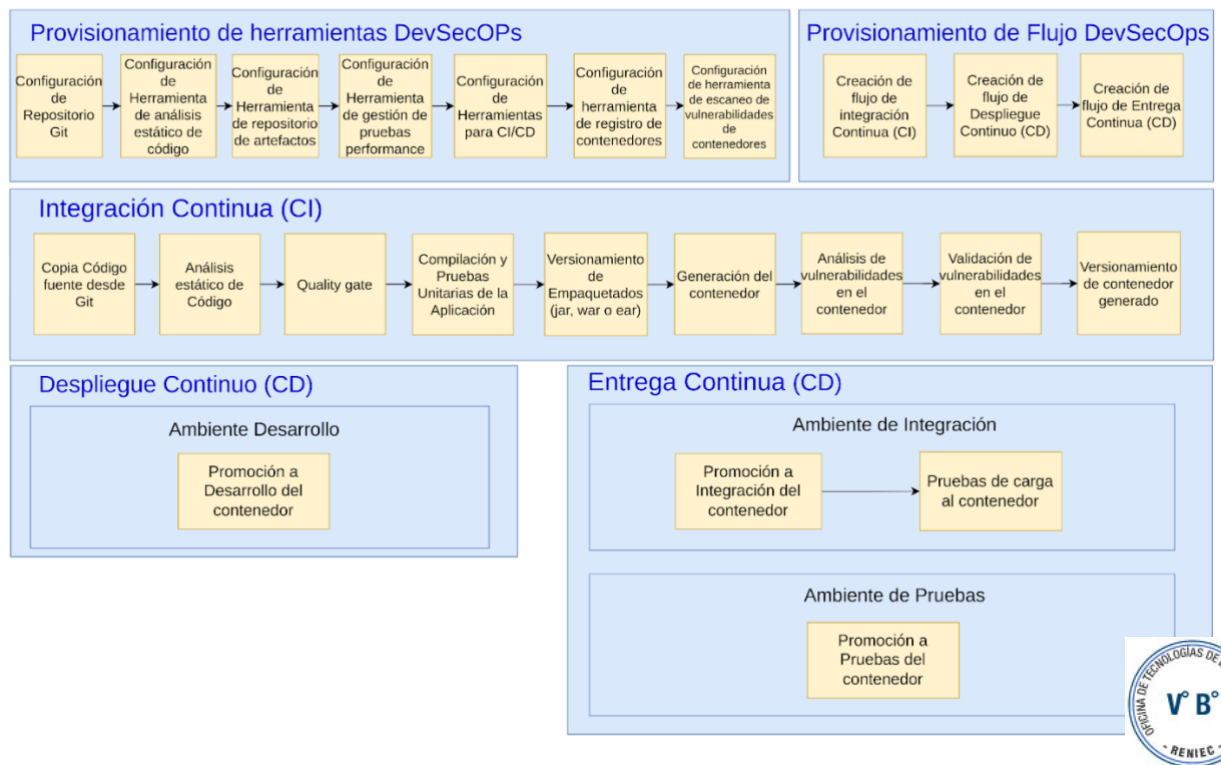 Provisionamiento de herramientas DevSecOPs
Configuración
de
Repositorio
Git
Configuración
de
Herramienta
de análisis
estático de
código
Configuración
de
Herramienta
de repositorio
de artefactos
Configuración
de
Herramienta
de gestión de
pruebas
performance
Configuración
de
Herramientas
para CI/CD
Configuración
de
herramienta
de registro de
contenedores
Configuración
de herramienta
de escaneo de
vulnerabilidades
de
contenedores
Provisionamiento de Flujo DevSecOps
Creación de
flujo de
integración
Continua (CI)
Creación de
flujo de
Despliegue
Continuo (CD)
Creación de
flujo de Entrega
Continua (CD)
Integración Continua (CI)
Copia Código
fuente desde
Git
Análisis
estático de
Código
Quality gate
Compilación y
Pruebas
Unitarias de la
Aplicación
Versionamiento
de
Empaquetados
(jar, war o ear)
Generación del
contenedor
Análisis de
vulnerabilidades
en el
contenedor
Validación de
vulnerabilidades
en el
contenedor
Versionamiento
de contenedor
generado
Despliegue Continuo (CD)
Ambiente Desarrollo
Promoción a
Desarrollo del
contenedor
Entrega Continua (CD)
Ambiente de Integración
Promoción a
Integración del
contenedor
Pruebas de carga
al contenedor
Ambiente de Pruebas
Promoción a
Pruebas del
contenedor
OFICINA DE TECNOLOGÍAS DE
V° B°
- RENIEC -